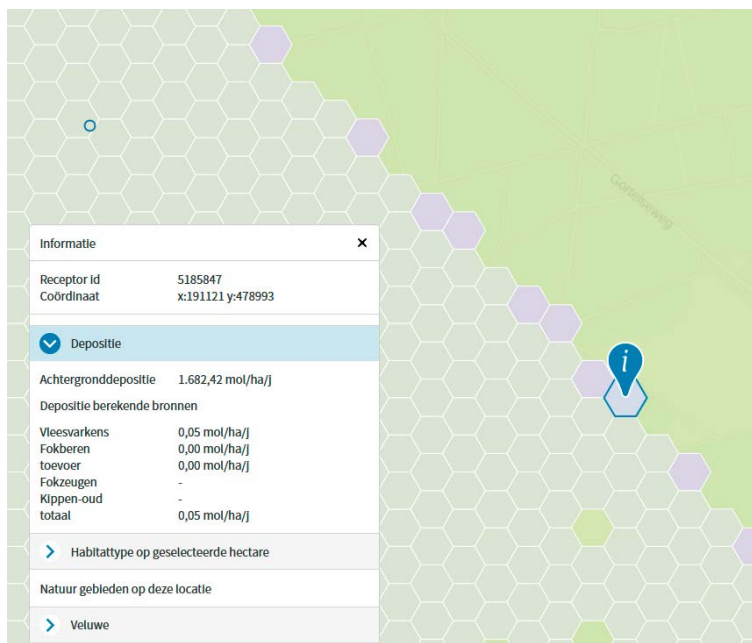 Gortelseweg
i
Informatie
Receptor id 5185847
Coördinaat x:191121 y:478993
Depositie
Achtergronddepositie 1.682,42 mol/ha/j
Depositie berekende bronnen
Vleesvarkens 0,05 mol/ha/j
Fokberen 0,00 mol/ha/j
toevoer 0,00 mol/ha/j
Fokzeugen -
Kippen-oud -
totaal 0,05 mol/ha/j
Habitattype op geselecteerde hectare
Natuur gebieden op deze locatie
Veluwe